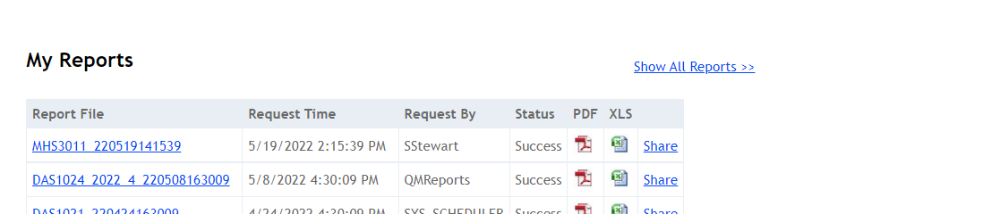 My Reports
Show All Reports >>
Report File Request Time Request By Status PDF XLS
MHS3011_220519141539 5/19/2022 2:15:39 PM SStewart Success Share
DAS1024_2022_4_220508163009 5/8/2022 4:30:09 PM QMReports Success Share
DAS1021_220424163009 4/24/2022 4:30:09 PM SYS_SCHEDULER Success Share